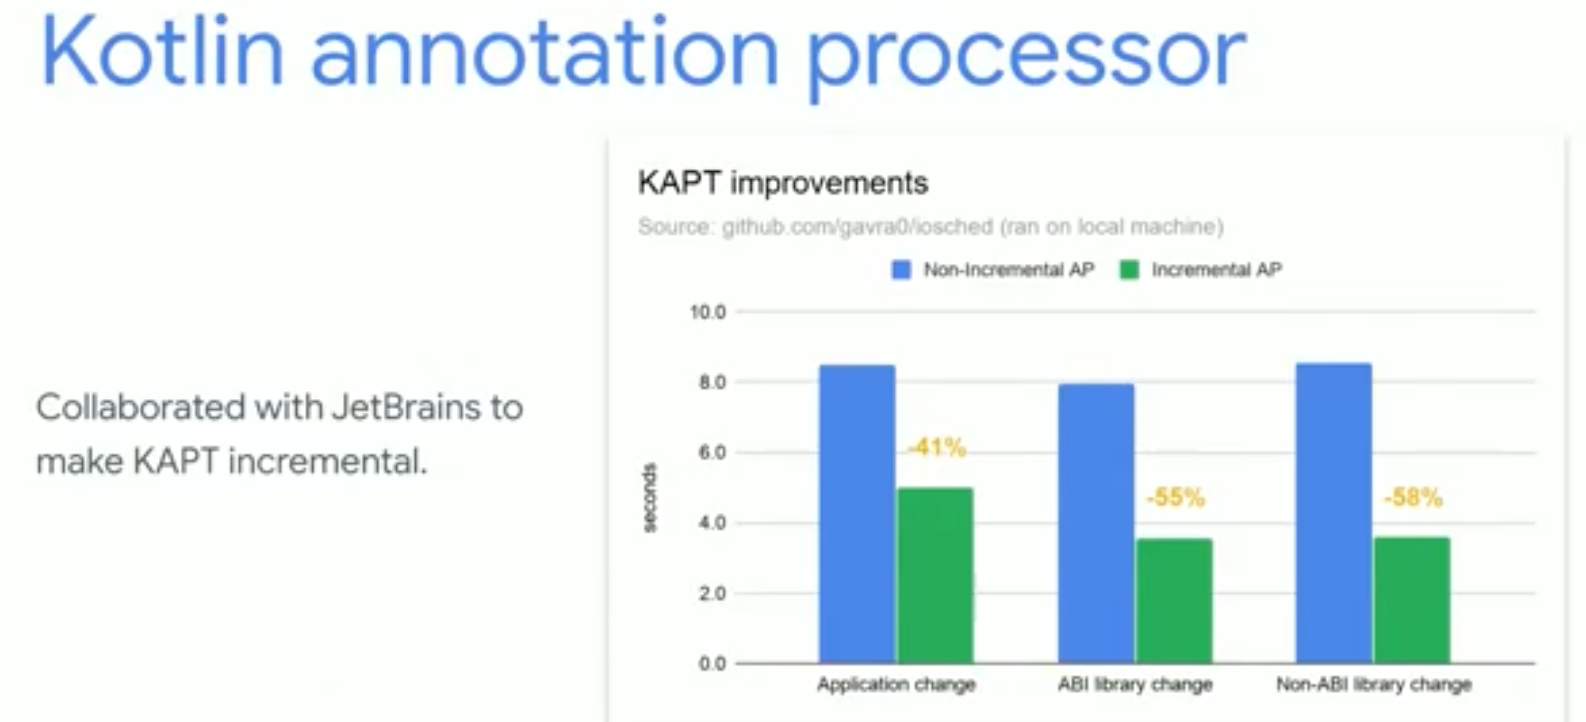 Kotlin annotation processor
Collaborated with JetBrains to
make KAPT incremental.
KAPT improvements
Source: github.com/gavra0/iosched (ran on local machine)
Non-Incremental AP
Incremental AP
10.0
8.0
6.0
4.0
2.0
0.0
seconds
-41%
-55%
-58%
Application change
ABI library change
Non-ABI library change